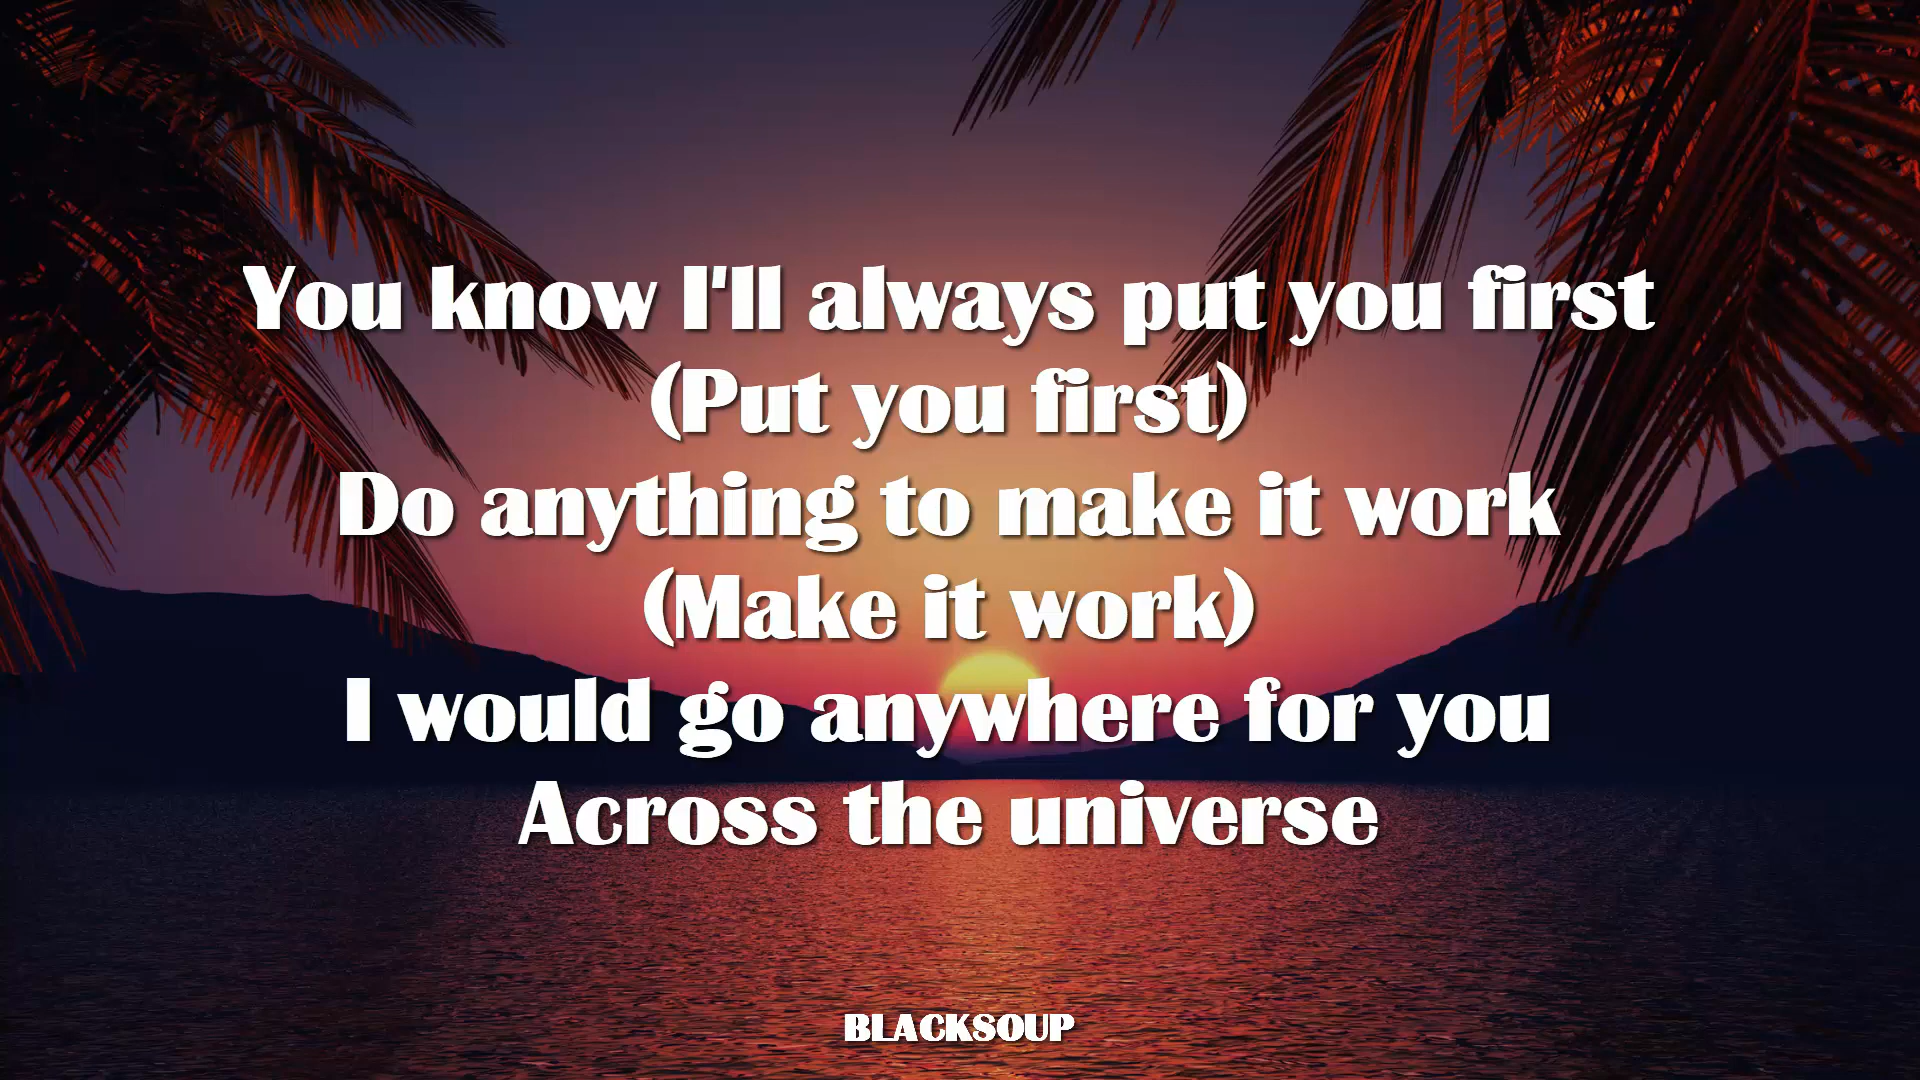 You know I'll always put you first
(Put you first)
Do anything to make it work
(Make it work)
I would go anywhere for you
Across the universe
BLACKSOUP